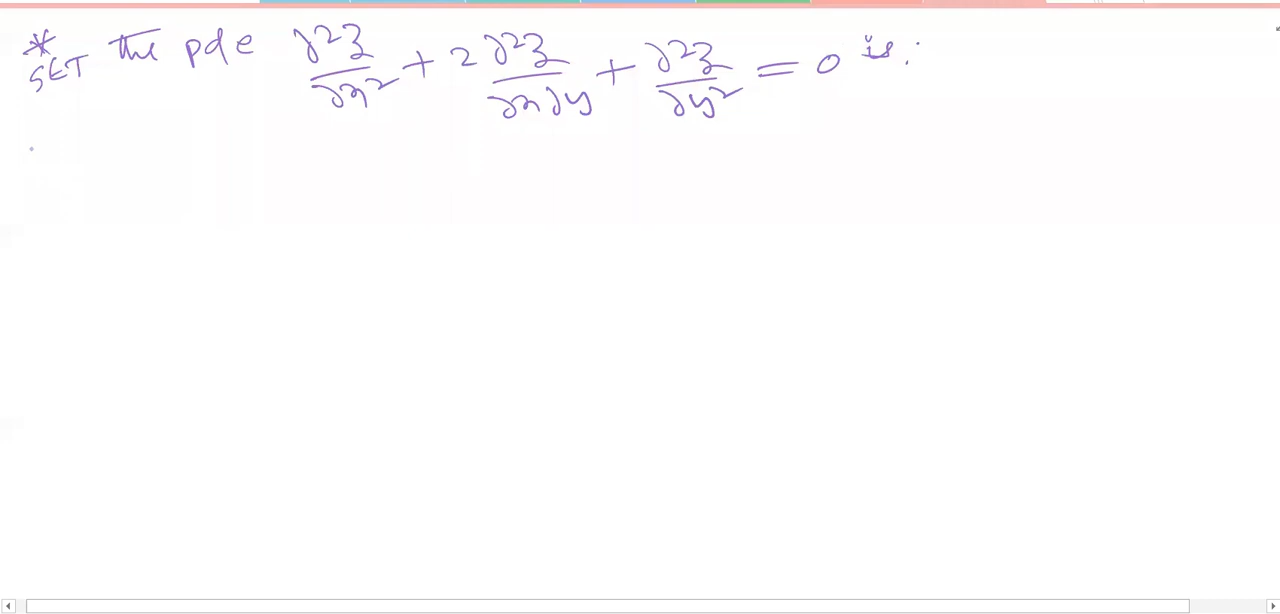 * SET the pde ∂²z/∂x² + 2 ∂²z/∂x∂y + ∂²z/∂y² = 0 is: